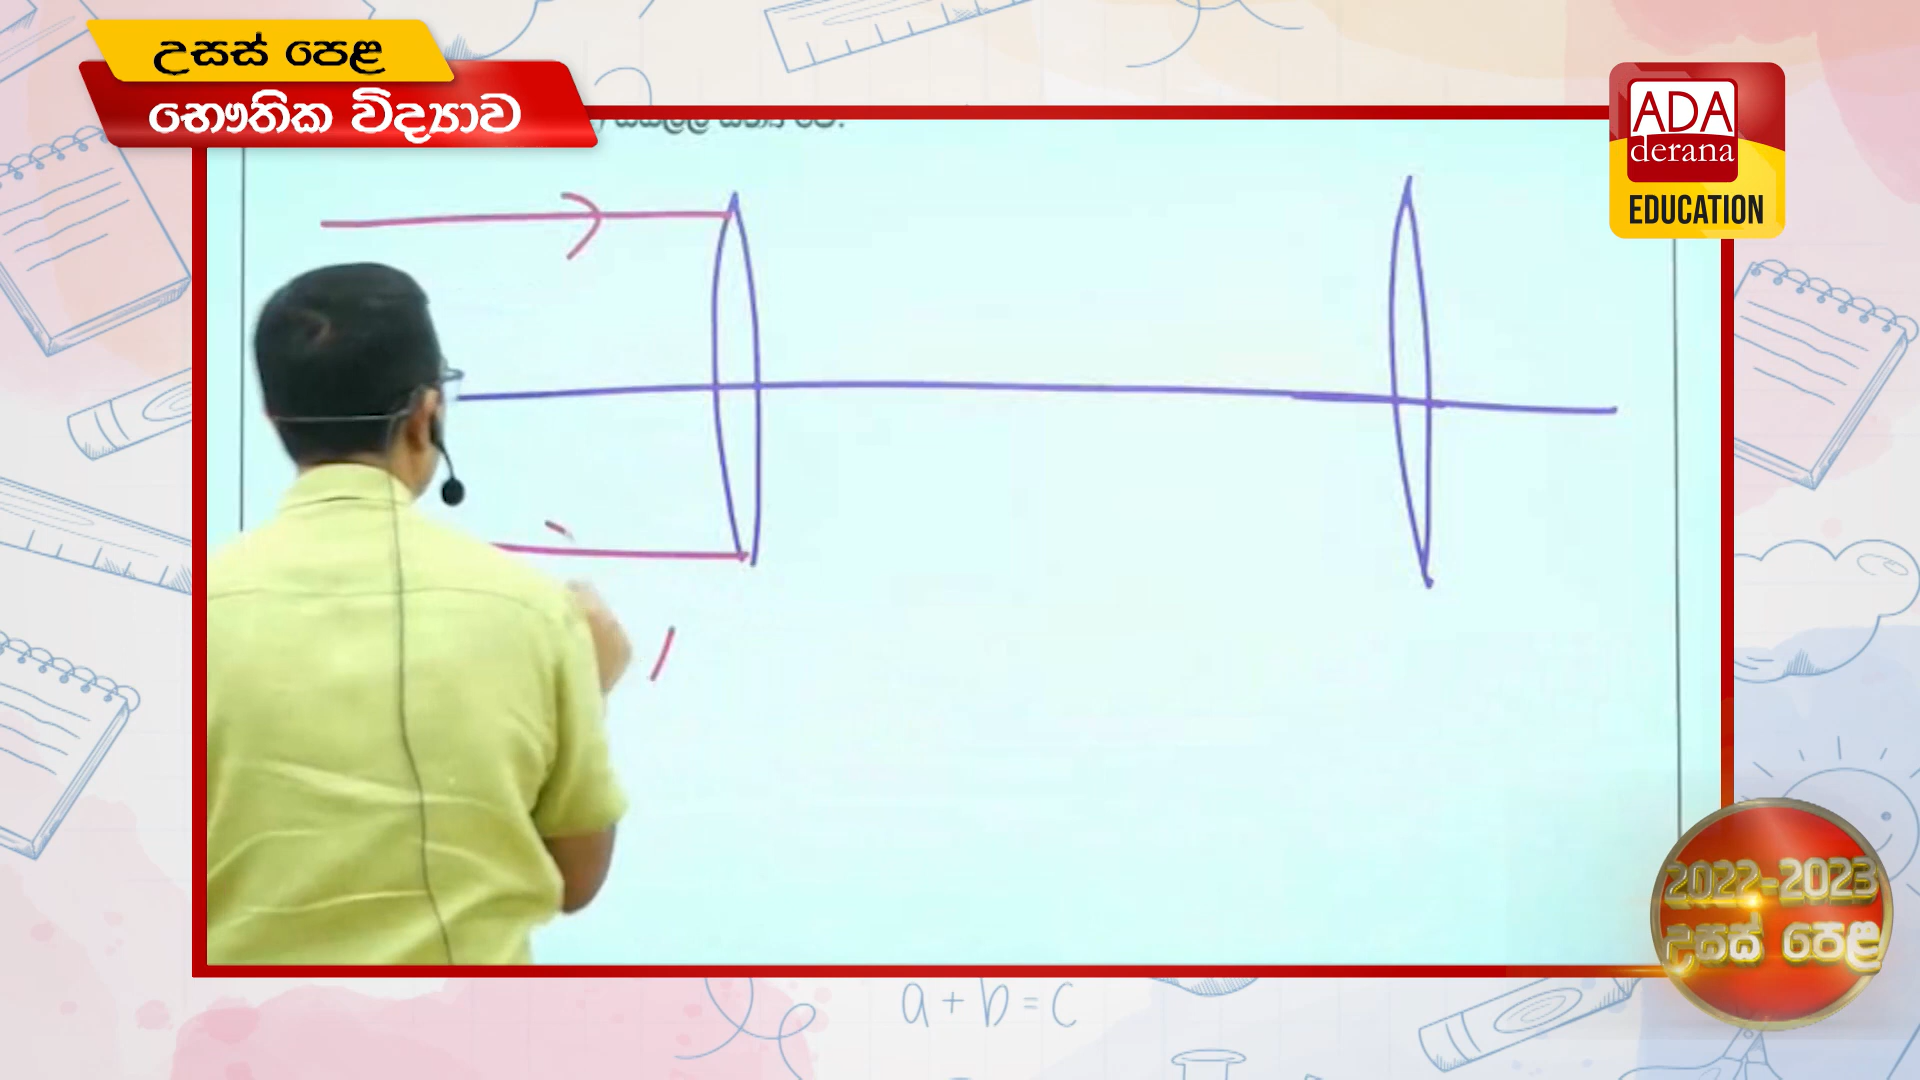 උසස් පෙළ
භෞතික විද්‍යාව
ADA
derana
EDUCATION
2022-2023
උසස් පෙළ
a + b = c